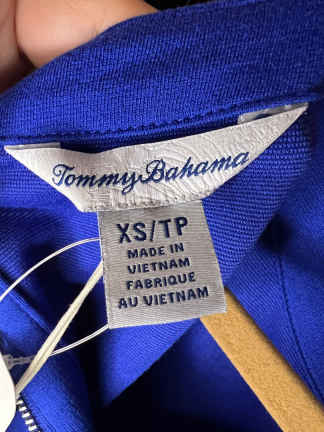 Tommy Bahama
XS/TP
MADE IN
VIETNAM
FABRIQUE
AU VIETNAM